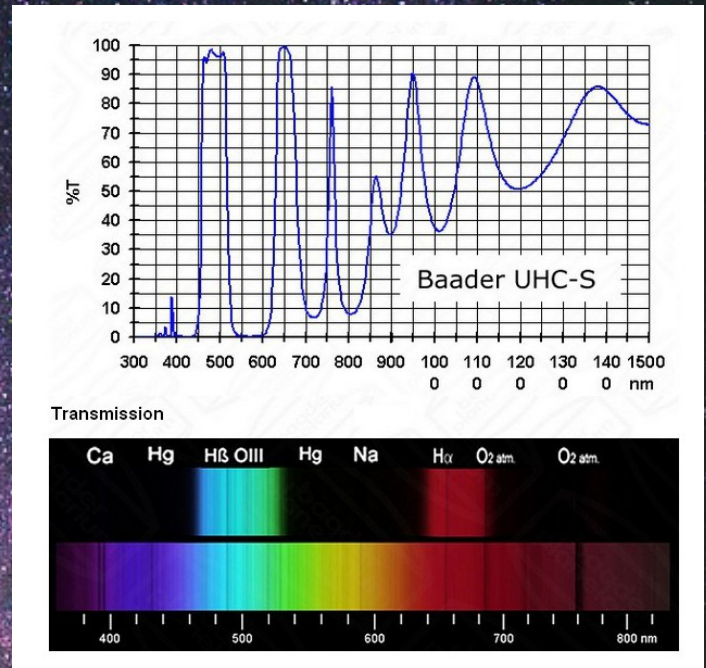 100
90
80
70
60
50
40
30
20
10
0
%T
Baader UHC-S
300 400 500 600 700 800 900 100 110 120 130 140 1500
0 0 0 0 0 nm
Transmission
Ca Hg Hß OIII Hg Na Hα O2 atm. O2 atm.
400 500 600 700 800 nm